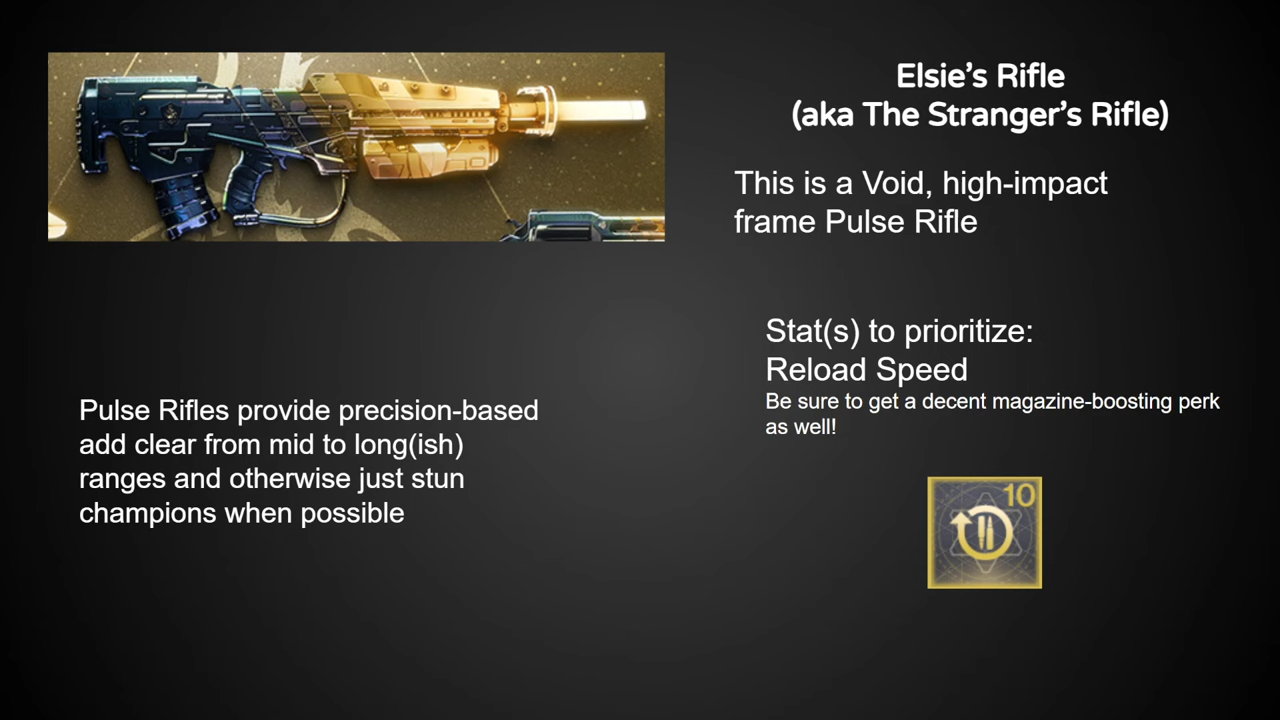 Elsie's Rifle
(aka The Stranger's Rifle)
This is a Void, high-impact
frame Pulse Rifle
Stat(s) to prioritize:
Reload Speed
Be sure to get a decent magazine-boosting perk
as well!
10
Pulse Rifles provide precision-based
add clear from mid to long(ish)
ranges and otherwise just stun
champions when possible